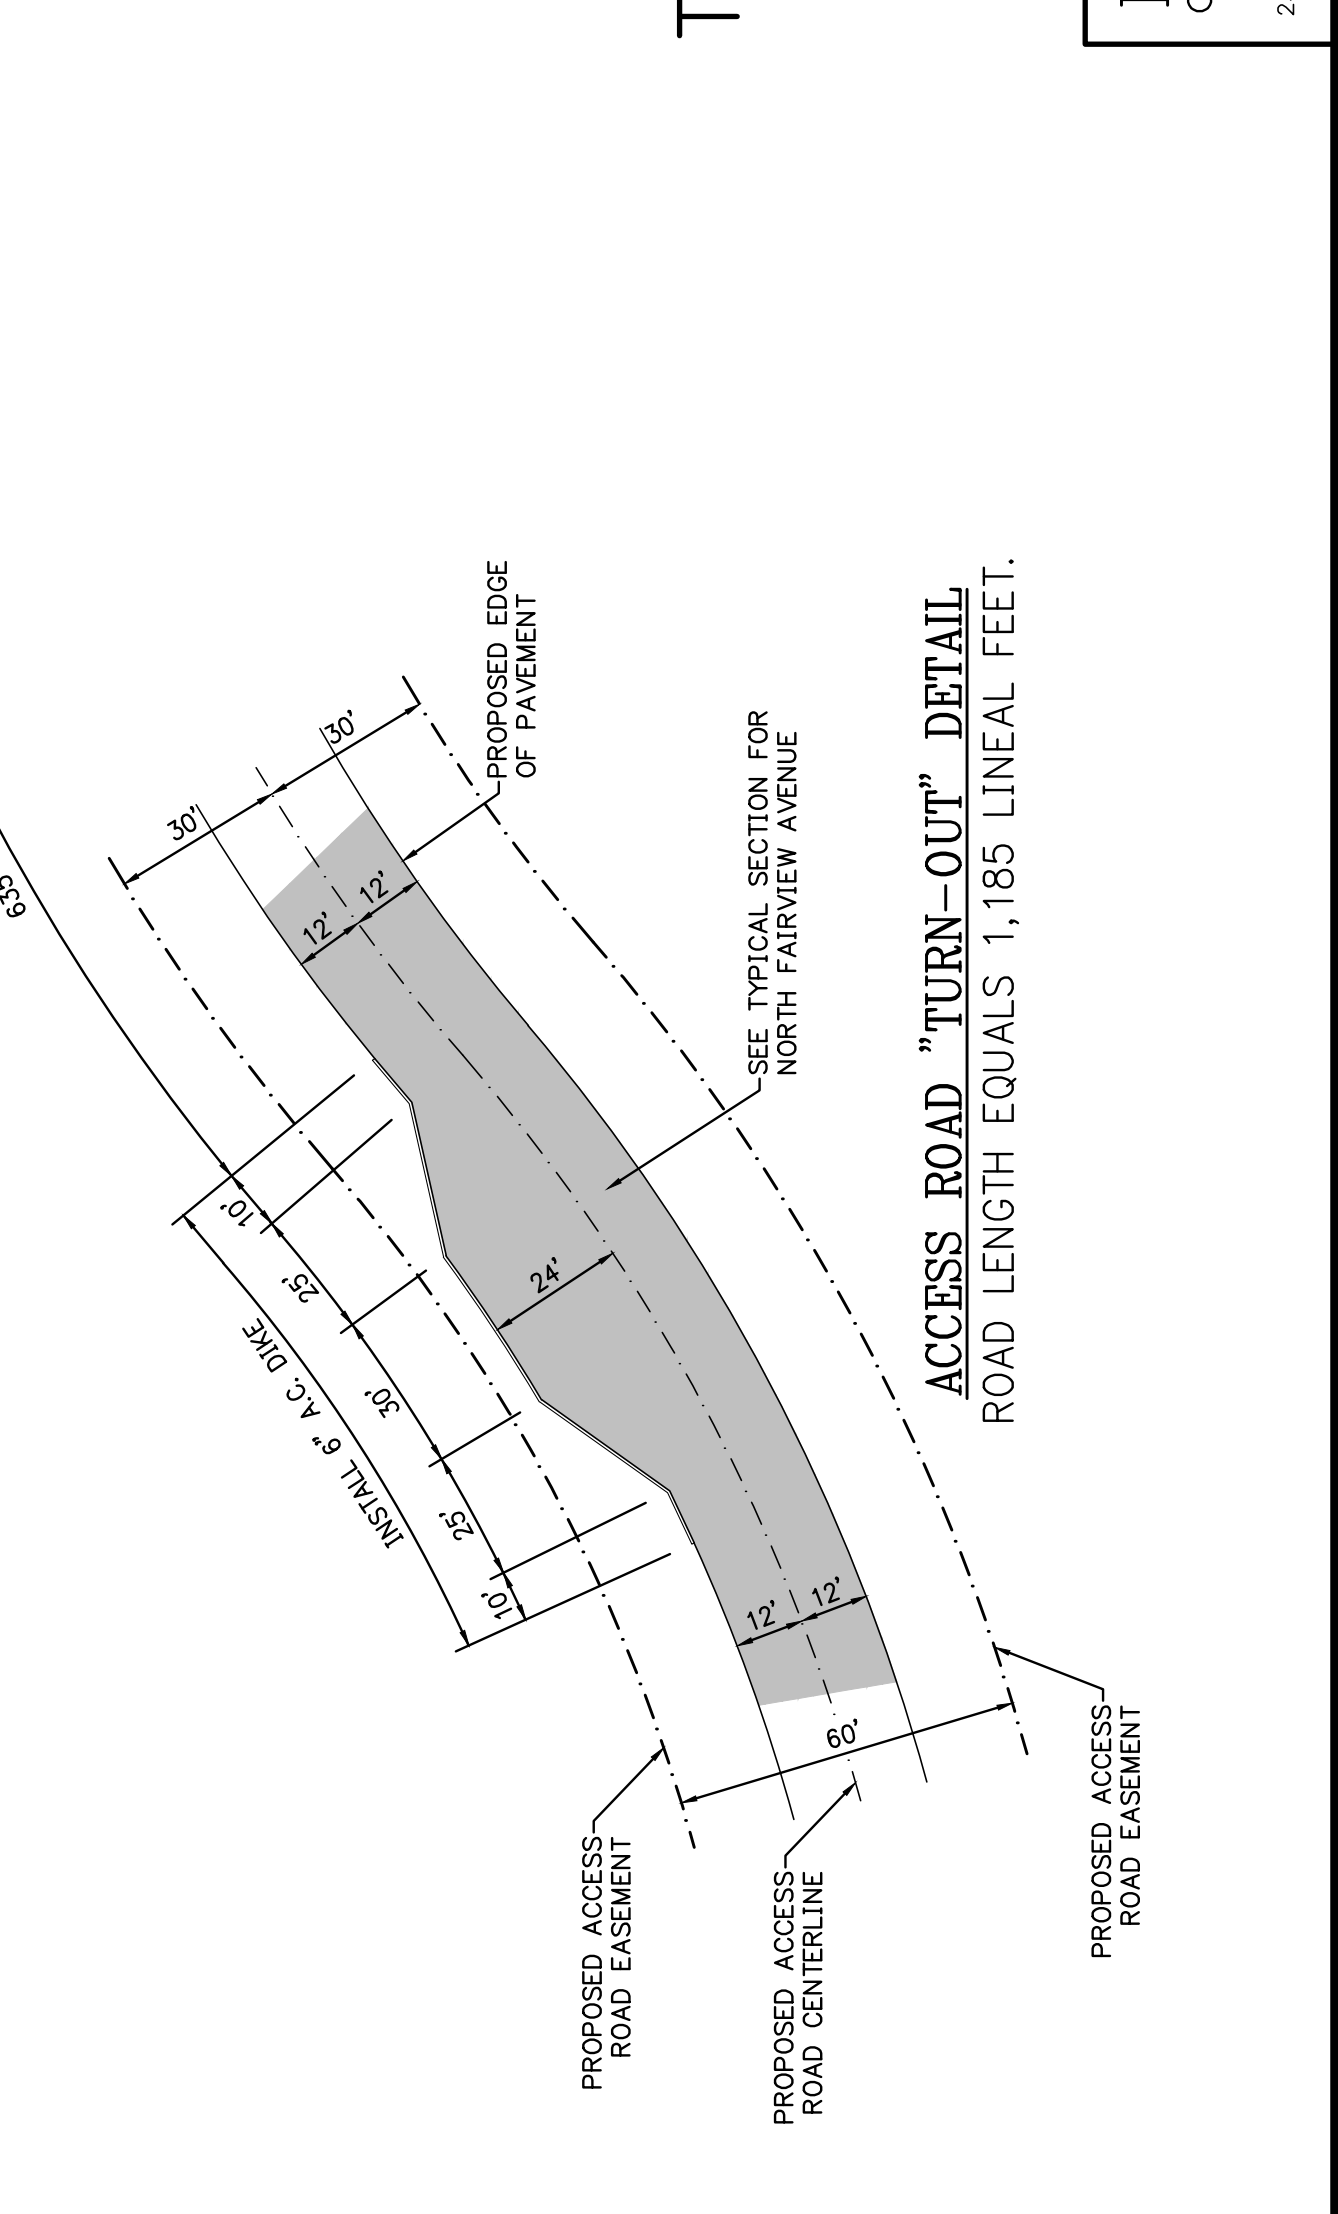 635
INSTALL 6" A.C. DIKE
10'
25'
30'
25'
10'
30'
30'
12'
12'
24'
12'
12'
60'
PROPOSED EDGE
OF PAVEMENT
SEE TYPICAL SECTION FOR
NORTH FAIRVIEW AVENUE
PROPOSED ACCESS
ROAD EASEMENT
PROPOSED ACCESS
ROAD CENTERLINE
PROPOSED ACCESS
ROAD EASEMENT
ACCESS ROAD "TURN-OUT" DETAIL
ROAD LENGTH EQUALS 1,185 LINEAL FEET.